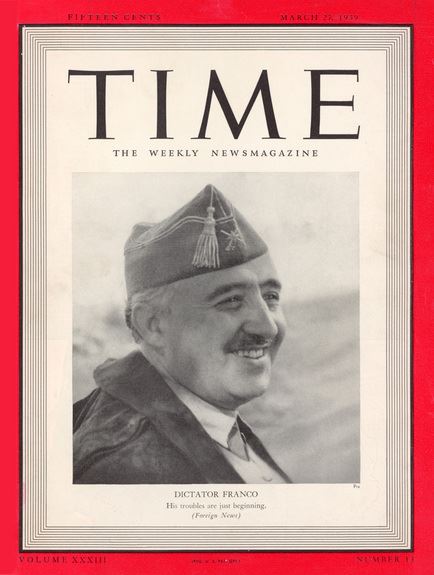 FIFTEEN CENTS
MARCH 27, 1939
TIME
THE WEEKLY NEWSMAGAZINE
DICTATOR FRANCO
His troubles are just beginning.
(Foreign News)
VOLUME XXXIII
NUMBER 13